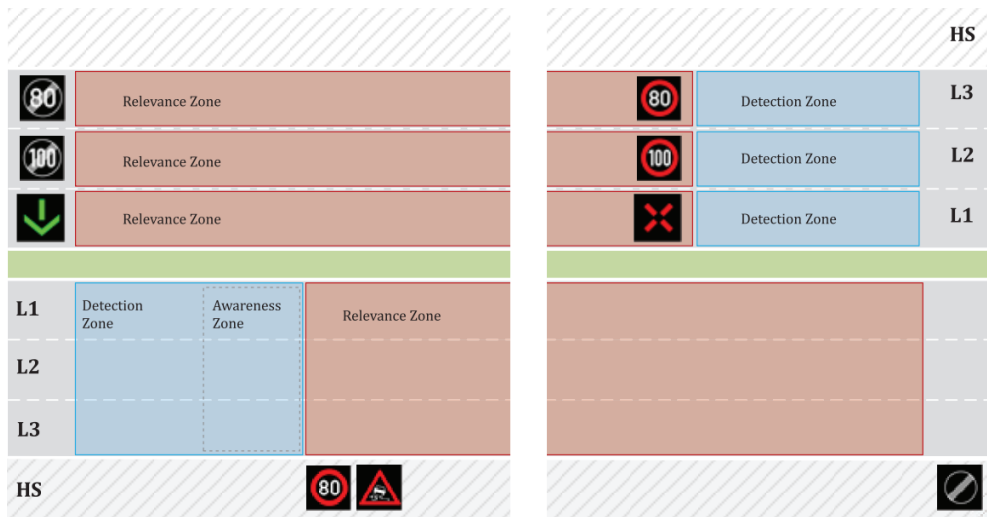 HS
80
Relevance Zone
80
Detection Zone
L3
100
Relevance Zone
100
Detection Zone
L2
Relevance Zone
Detection Zone
L1
L1
Detection
Zone
Awareness
Zone
Relevance Zone
L2
L3
HS
80